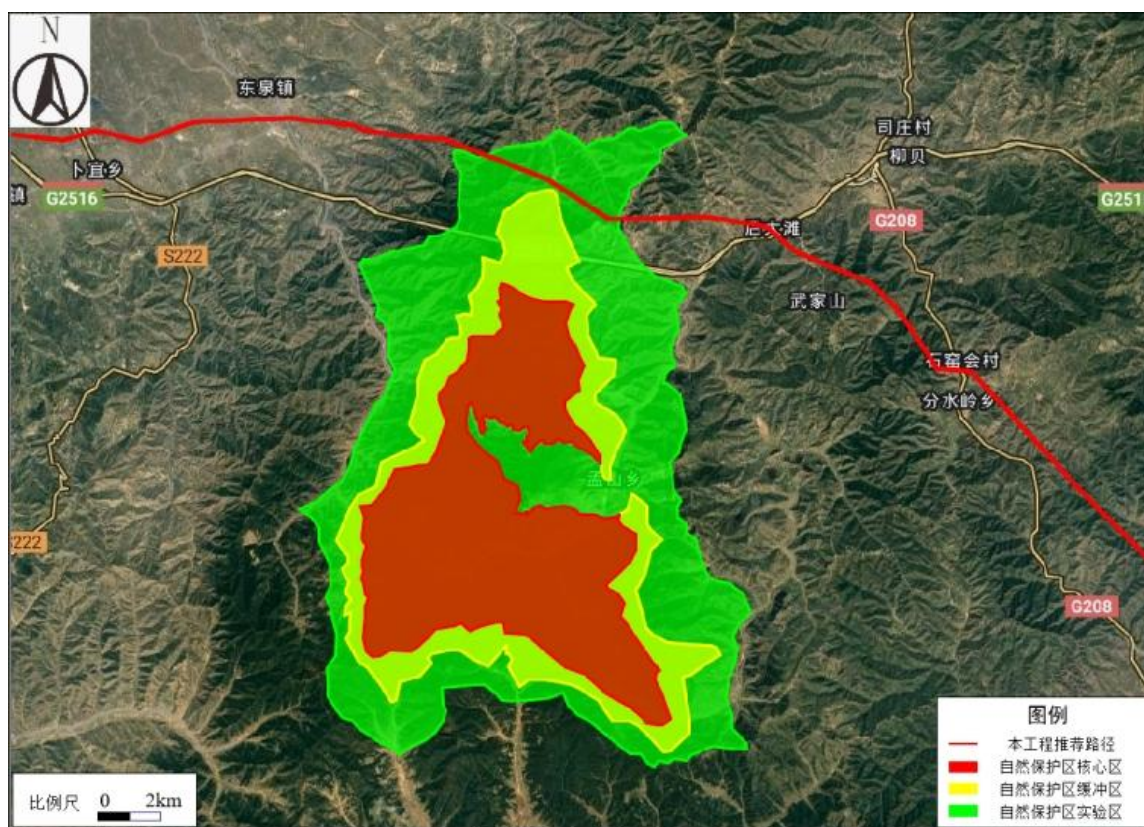 N
东泉镇
司庄村
柳贝
卜宜乡
镇
G2516
G251
G208
S222
武家山
石窑会村
分水岭乡
孟山乡
222
G208
图例
本工程推荐路径
自然保护区核心区
自然保护区缓冲区
自然保护区实验区
比例尺 0 2km